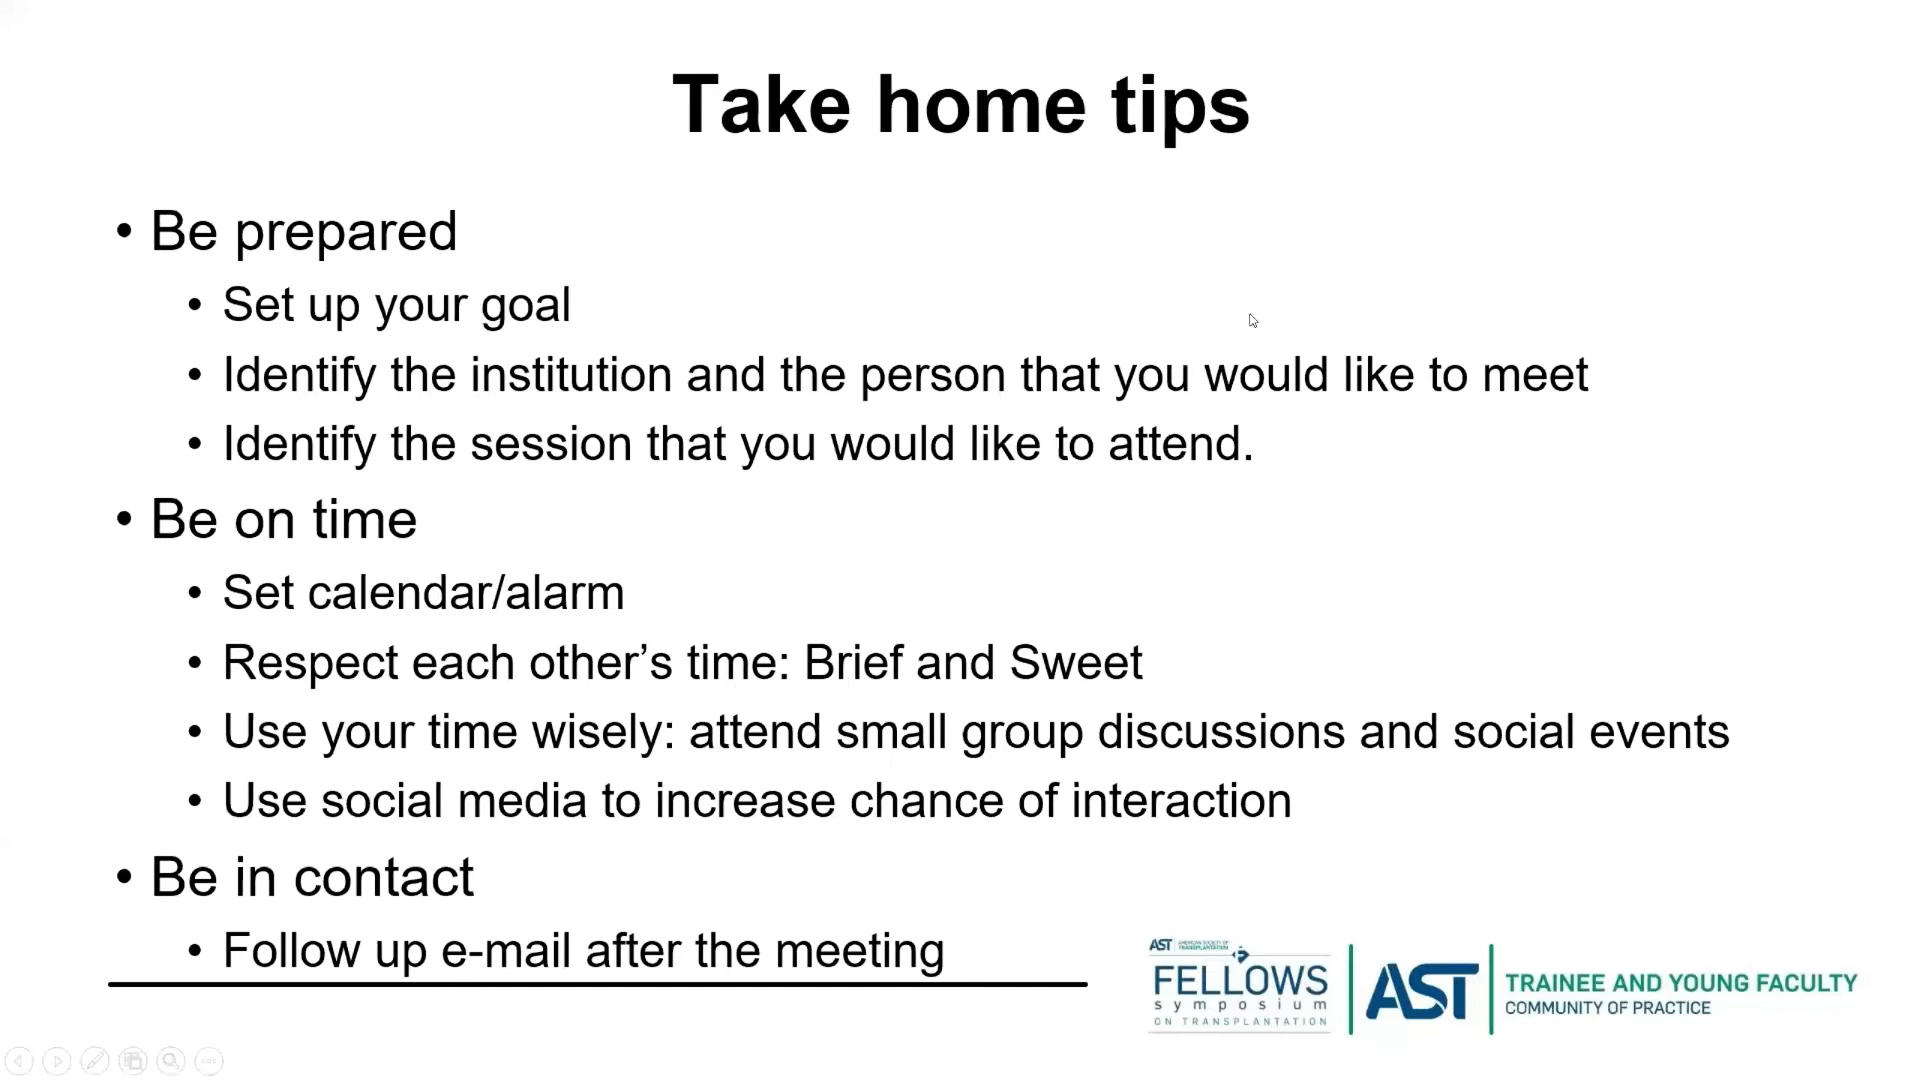 Take home tips
• Be prepared
• Set up your goal
• Identify the institution and the person that you would like to meet
• Identify the session that you would like to attend.
• Be on time
• Set calendar/alarm
• Respect each other’s time: Brief and Sweet
• Use your time wisely: attend small group discussions and social events
• Use social media to increase chance of interaction
• Be in contact
• Follow up e-mail after the meeting
AST AMERICAN SOCIETY OF TRANSPLANTATION
FELLOWS
symposium
ON TRANSPLANTATION
AST
TRAINEE AND YOUNG FACULTY
COMMUNITY OF PRACTICE